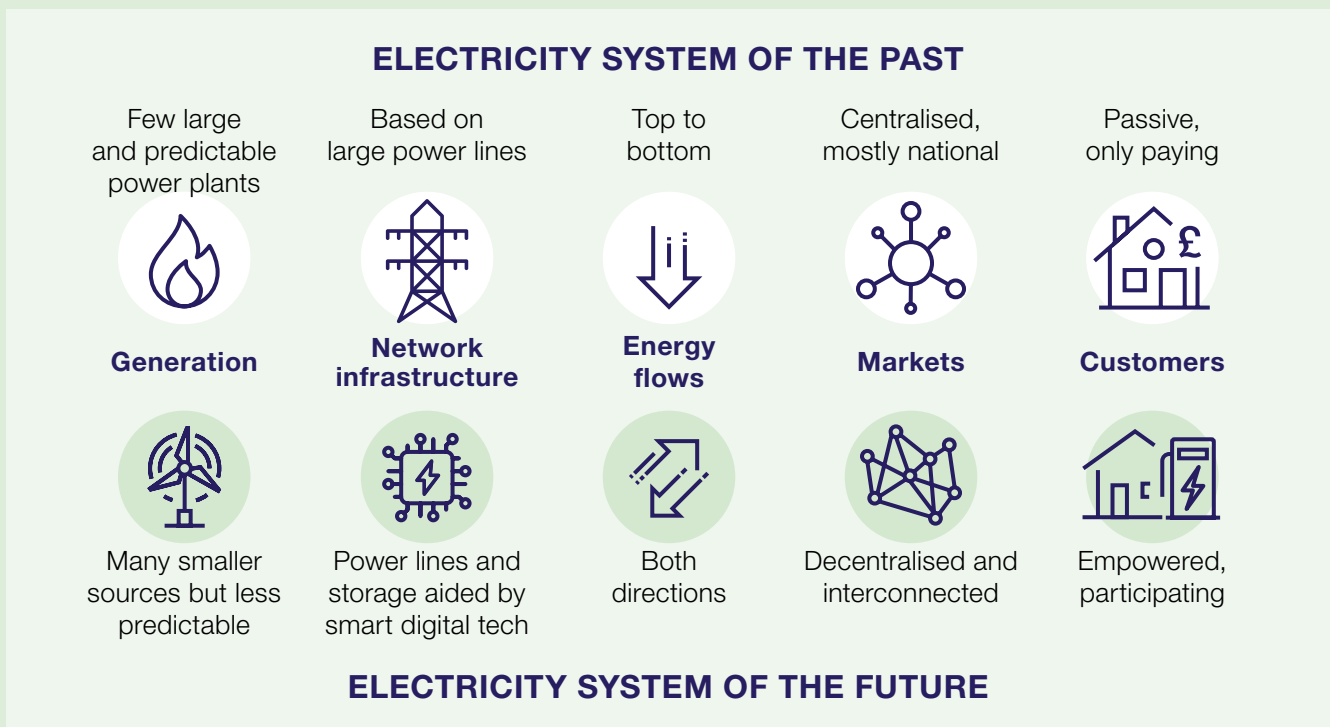 ELECTRICITY SYSTEM OF THE PAST
Few large
and predictable
power plants
Based on
large power lines
Top to
bottom
Centralised,
mostly national
Passive,
only paying
£
Generation
Network
infrastructure
Energy
flows
Markets
Customers
Many smaller
sources but less
predictable
Power lines and
storage aided by
smart digital tech
Both
directions
Decentralised and
interconnected
Empowered,
participating
ELECTRICITY SYSTEM OF THE FUTURE